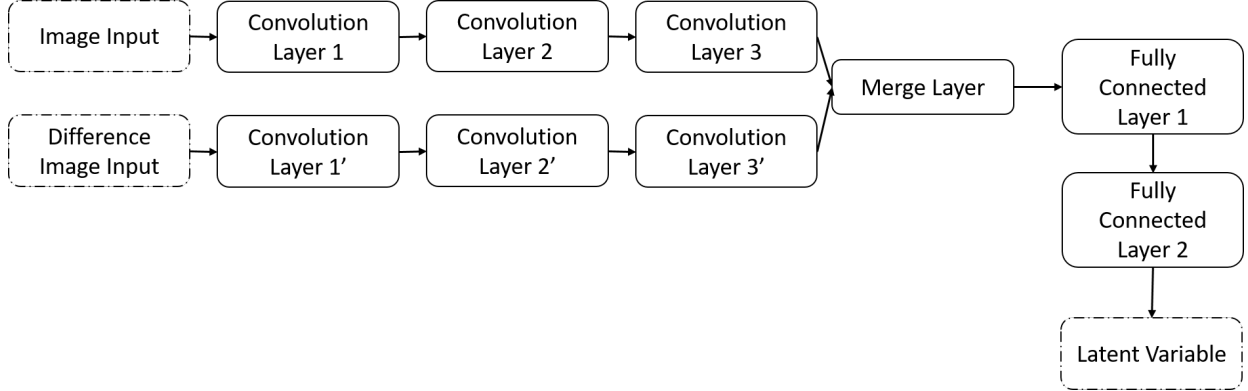 Image Input
Convolution
Layer 1
Convolution
Layer 2
Convolution
Layer 3
Difference
Image Input
Convolution
Layer 1’
Convolution
Layer 2’
Convolution
Layer 3’
Merge Layer
Fully
Connected
Layer 1
Fully
Connected
Layer 2
Latent Variable